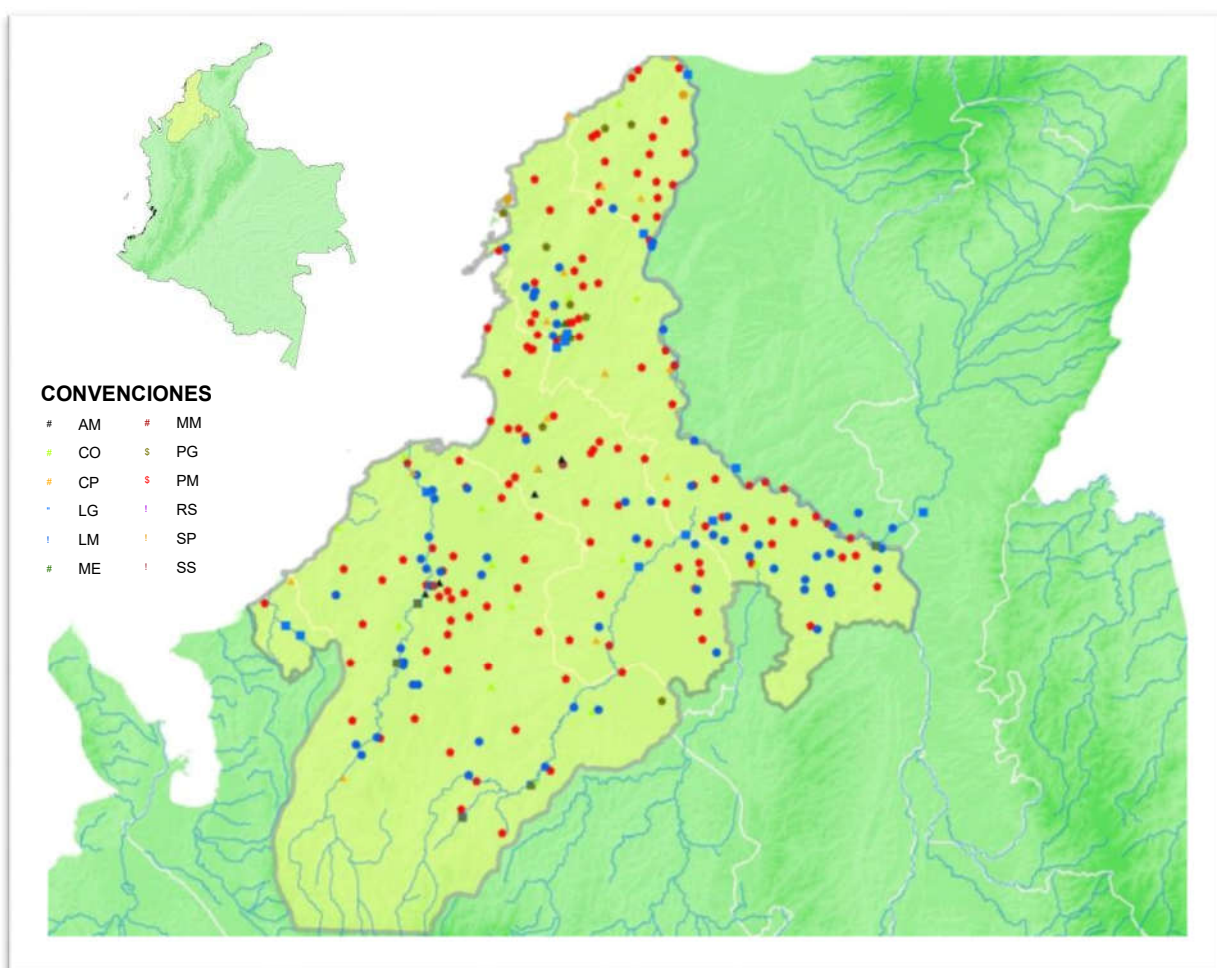 CONVENCIONES
# AM # MM
# CO $ PG
# CP $ PM
" LG ! RS
! LM ! SP
# ME ! SS